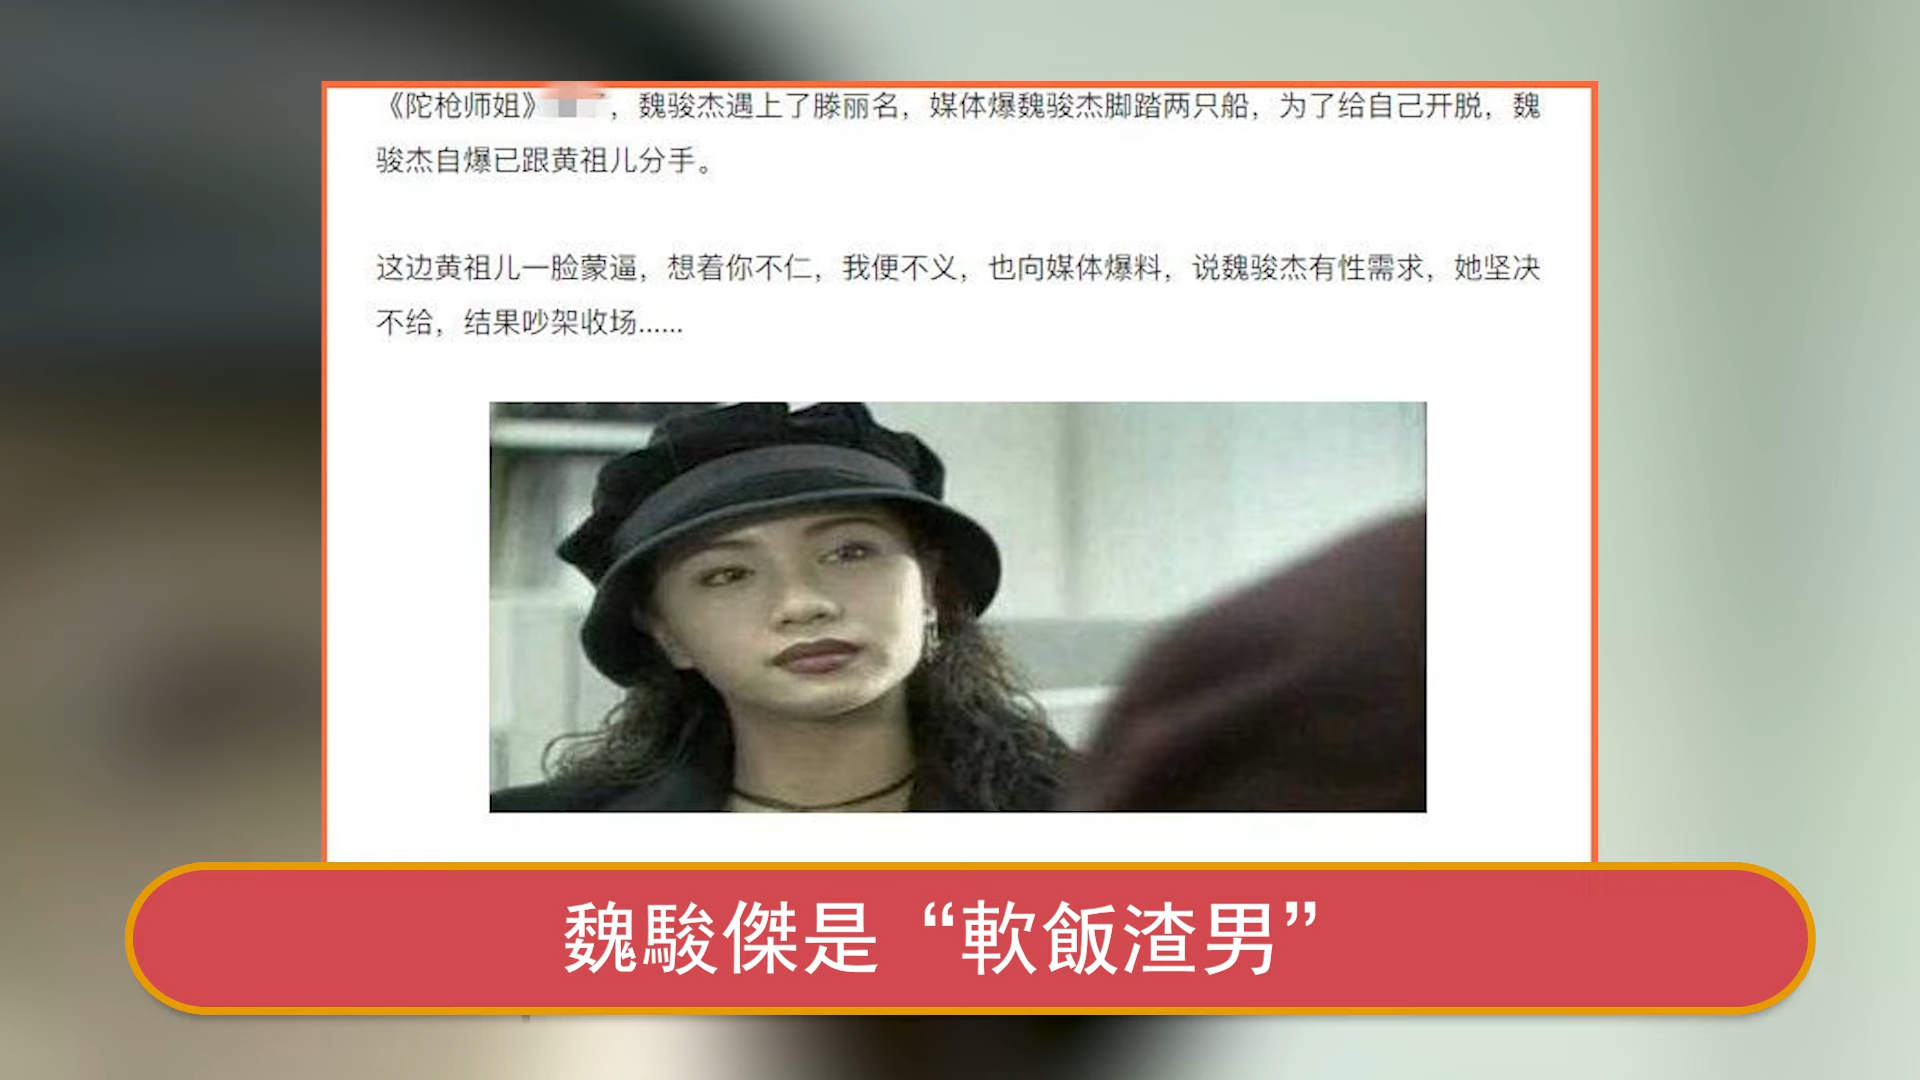 《陀枪师姐》，魏骏杰遇上了滕丽名，媒体爆魏骏杰脚踏两只船，为了给自己开脱，魏
骏杰自爆已跟黄祖儿分手。
这边黄祖儿一脸蒙逼，想着你不仁，我便不义，也向媒体爆料，说魏骏杰有性需求，她坚决
不给，结果吵架收场......
魏駿傑是“軟飯渣男”